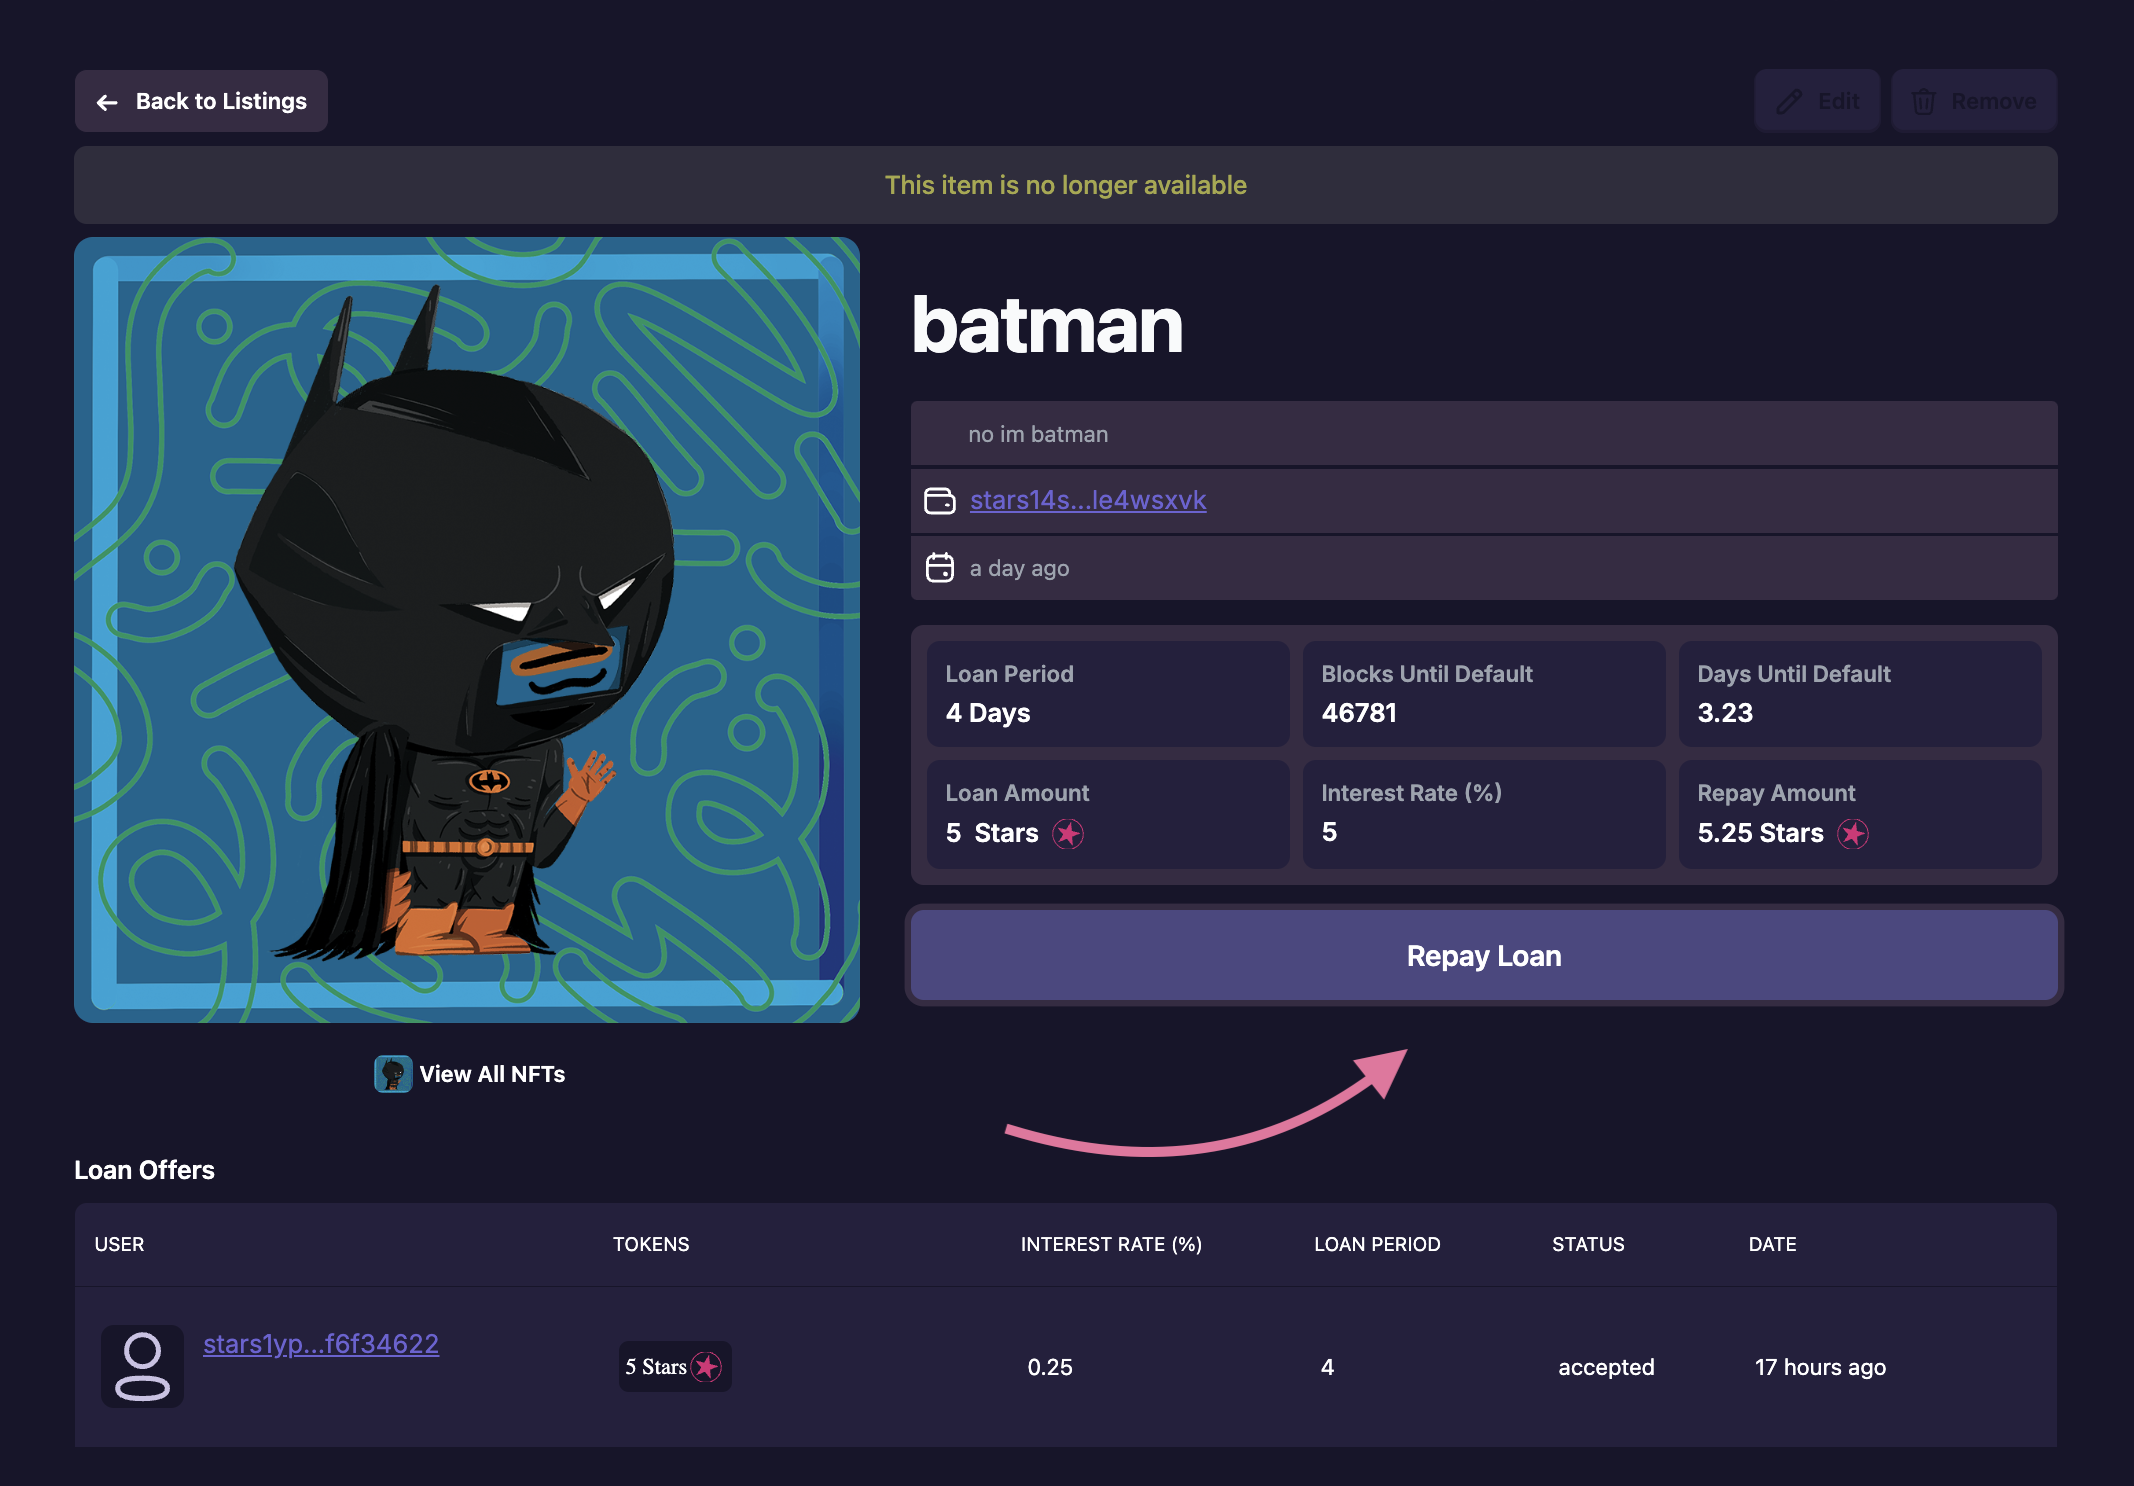 Back to Listings
Edit
Remove
This item is no longer available
batman
no im batman
stars14s...le4wsxvk
a day ago
Loan Period
4 Days
Blocks Until Default
46781
Days Until Default
3.23
Loan Amount
5 Stars
Interest Rate (%)
5
Repay Amount
5.25 Stars
Repay Loan
View All NFTs
Loan Offers
USER TOKENS INTEREST RATE (%) LOAN PERIOD STATUS DATE
stars1yp...f6f34622
5 Stars 0.25 4 accepted 17 hours ago